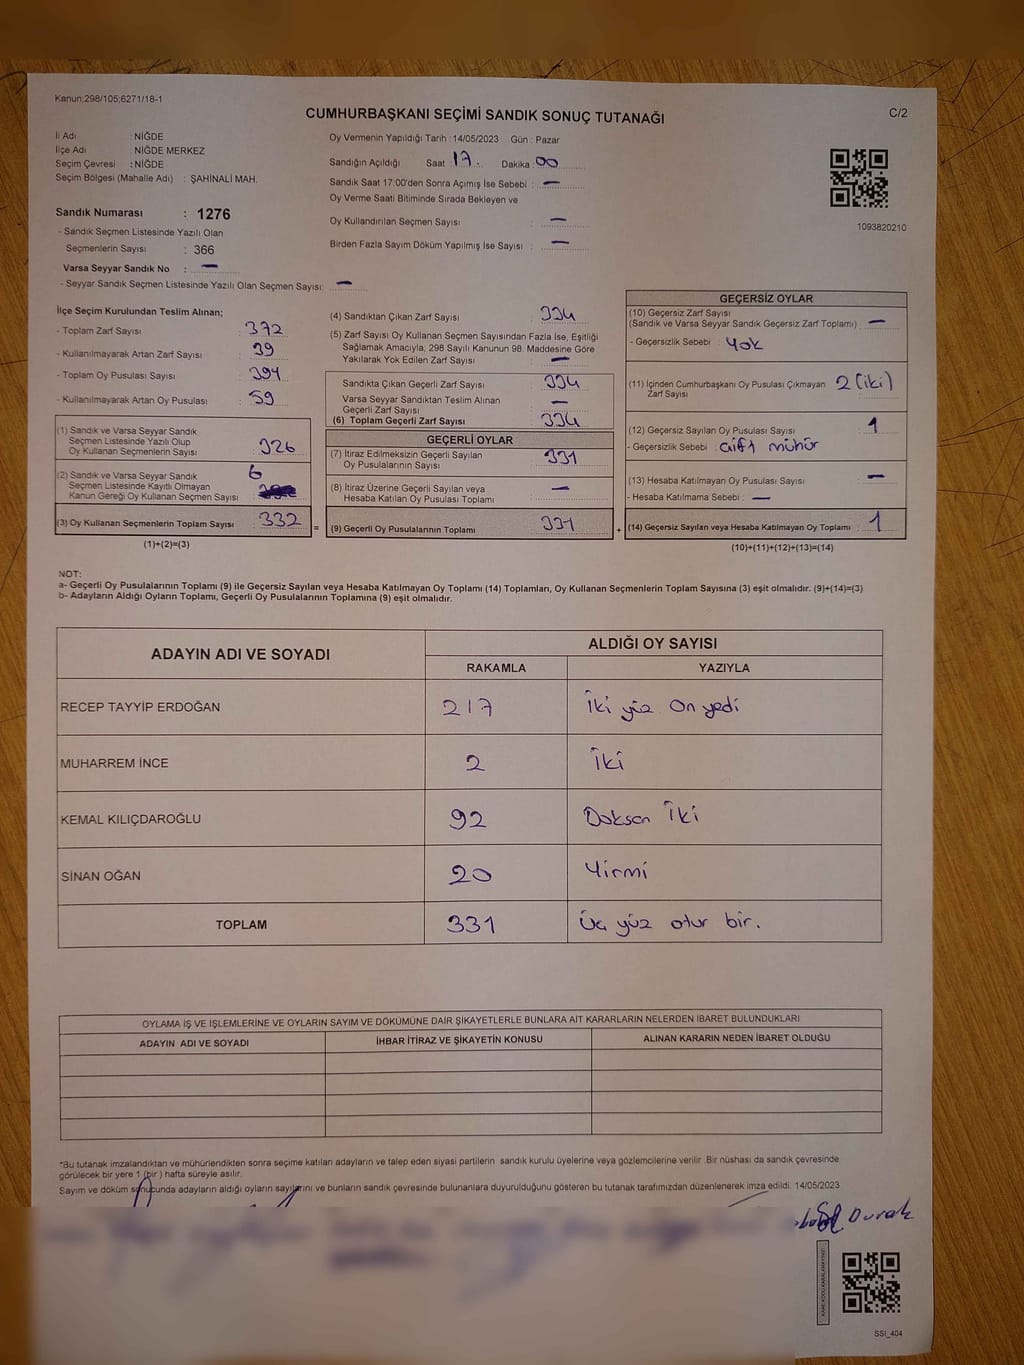 Kanun:298/105;6271/18-1
CUMHURBAŞKANI SEÇİMİ SANDIK SONUÇ TUTANAĞI
C/2
İl Adı : NİĞDE
İlçe Adı : NİĞDE MERKEZ
Seçim Çevresi : NİĞDE
Seçim Bölgesi (Mahalle Adı) : ŞAHİNALİ MAH.
Oy Vermenin Yapıldığı Tarih : 14/05/2023 Gün : Pazar
Sandığın Açıldığı Saat : 17 Dakika : 00
Sandık Saat 17:00'den Sonra Açımış İse Sebebi : —
Oy Verme Saati Bitiminde Sırada Bekleyen ve
Oy Kullandırılan Seçmen Sayısı : —
Birden Fazla Sayım Döküm Yapılmış İse Sayısı : —
1093820210
Sandık Numarası : 1276
- Sandık Seçmen Listesinde Yazılı Olan
Seçmenlerin Sayısı : 366
Varsa Seyyar Sandık No : —
- Seyyar Sandık Seçmen Listesinde Yazılı Olan Seçmen Sayısı: —
İlçe Seçim Kurulundan Teslim Alınan;
- Toplam Zarf Sayısı : 372
- Kullanılmayarak Artan Zarf Sayısı : 39
- Toplam Oy Pusulası Sayısı : 394
- Kullanılmayarak Artan Oy Pusulası : 59
(1) Sandık ve Varsa Seyyar Sandık
Seçmen Listesinde Yazılı Olup
Oy Kullanan Seçmenlerin Sayısı : 326
(2) Sandık ve Varsa Seyyar Sandık 6
Seçmen Listesinde Kayıtlı Olmayan
Kanun Gereği Oy Kullanan Seçmen Sayısı :
(3) Oy Kullanan Seçmenlerin Toplam Sayısı : 332 =
(1)+(2)=(3)
(4) Sandıktan Çıkan Zarf Sayısı : 334
(5) Zarf Sayısı Oy Kullanan Seçmen Sayısından Fazla İse, Eşitliği
Sağlamak Amacıyla; 298 Sayılı Kanunun 98. Maddesine Göre
Yakılarak Yok Edilen Zarf Sayısı : —
Sandıkta Çıkan Geçerli Zarf Sayısı : 334
Varsa Seyyar Sandıktan Teslim Alınan
Geçerli Zarf Sayısı : —
(6) Toplam Geçerli Zarf Sayısı : 334
GEÇERLİ OYLAR
(7) İtiraz Edilmeksizin Geçerli Sayılan : 331
Oy Pusulalarının Sayısı
(8) İtiraz Üzerine Geçerli Sayılan veya : —
Hesaba Katılan Oy Pusulası Toplamı
(9) Geçerli Oy Pusulalarının Toplamı : 331 +
GEÇERSİZ OYLAR
(10) Geçersiz Zarf Sayısı
(Sandık ve Varsa Seyyar Sandık Geçersiz Zarf Toplamı) : —
- Geçersizlik Sebebi : Yok
(11) İçinden Cumhurbaşkanı Oy Pusulası Çıkmayan : 2 (iki)
Zarf Sayısı
(12) Geçersiz Sayılan Oy Pusulası Sayısı : 1
- Geçersizlik Sebebi : Çift mühür
(13) Hesaba Katılmayan Oy Pusulası Sayısı : —
- Hesaba Katılmama Sebebi : —
(14) Geçersiz Sayılan veya Hesaba Katılmayan Oy Toplamı : 1
(10)+(11)+(12)+(13)=(14)
NOT:
a- Geçerli Oy Pusulalarının Toplamı (9) ile Geçersiz Sayılan veya Hesaba Katılmayan Oy Toplamı (14) Toplamları, Oy Kullanan Seçmenlerin Toplam Sayısına (3) eşit olmalıdır. (9)+(14)=(3)
b- Adayların Aldığı Oyların Toplamı, Geçerli Oy Pusulalarının Toplamına (9) eşit olmalıdır.
ADAYIN ADI VE SOYADI
ALDIĞI OY SAYISI
RAKAMLA YAZIYLA
RECEP TAYYİP ERDOĞAN 217 İki yüz On yedi
MUHARREM İNCE 2 İki
KEMAL KILIÇDAROĞLU 92 Doksan İki
SİNAN OĞAN 20 Yirmi
TOPLAM 331 Üç yüz otur bir.
OYLAMA İŞ VE İŞLEMLERİNE VE OYLARIN SAYIM VE DÖKÜMÜNE DAİR ŞİKAYETLERLE BUNLARA AİT KARARLARIN NELERDEN İBARET BULUNDUKLARI
ADAYIN ADI VE SOYADI İHBAR İTİRAZ VE ŞİKAYETİN KONUSU ALINAN KARARIN NEDEN İBARET OLDUĞU
*Bu tutanak imzalandıktan ve mühürlendikten sonra seçime katılan adayların ve talep eden siyasi partilerin sandık kurulu üyelerine veya gözlemcilerine verilir. Bir nüshası da sandık çevresinde
görülecek bir yere 1 (bir) hafta süreyle asılır.
Sayım ve döküm sonucunda adayların aldığı oyların sayılarını ve bunların sandık çevresinde bulunanlara duyurulduğunu gösteren bu tutanak tarafımızdan düzenlenerek imza edildi. 14/05/2023
Durak
SSI_404